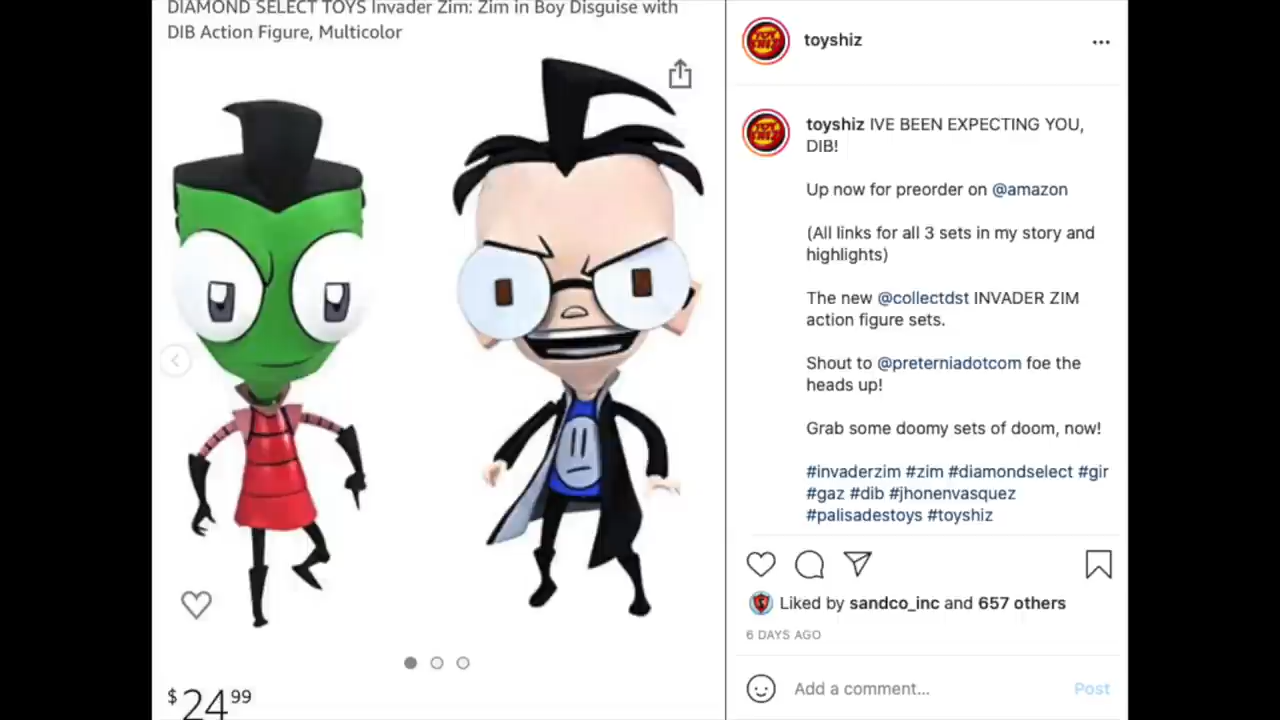 DIAMOND SELECT TOYS Invader Zim: Zim in Boy Disguise with
DIB Action Figure, Multicolor
$24.99
TOY SHIZ
toyshiz
TOY SHIZ
toyshiz IVE BEEN EXPECTING YOU,
DIB!
Up now for preorder on @amazon
(All links for all 3 sets in my story and
highlights)
The new @collectdst INVADER ZIM
action figure sets.
Shout to @preterniadotcom foe the
heads up!
Grab some doomy sets of doom, now!
#invaderzim #zim #diamondselect #gir
#gaz #dib #jhonenvasquez
#palisadestoys #toyshiz
Liked by sandco_inc and 657 others
6 DAYS AGO
Add a comment... Post